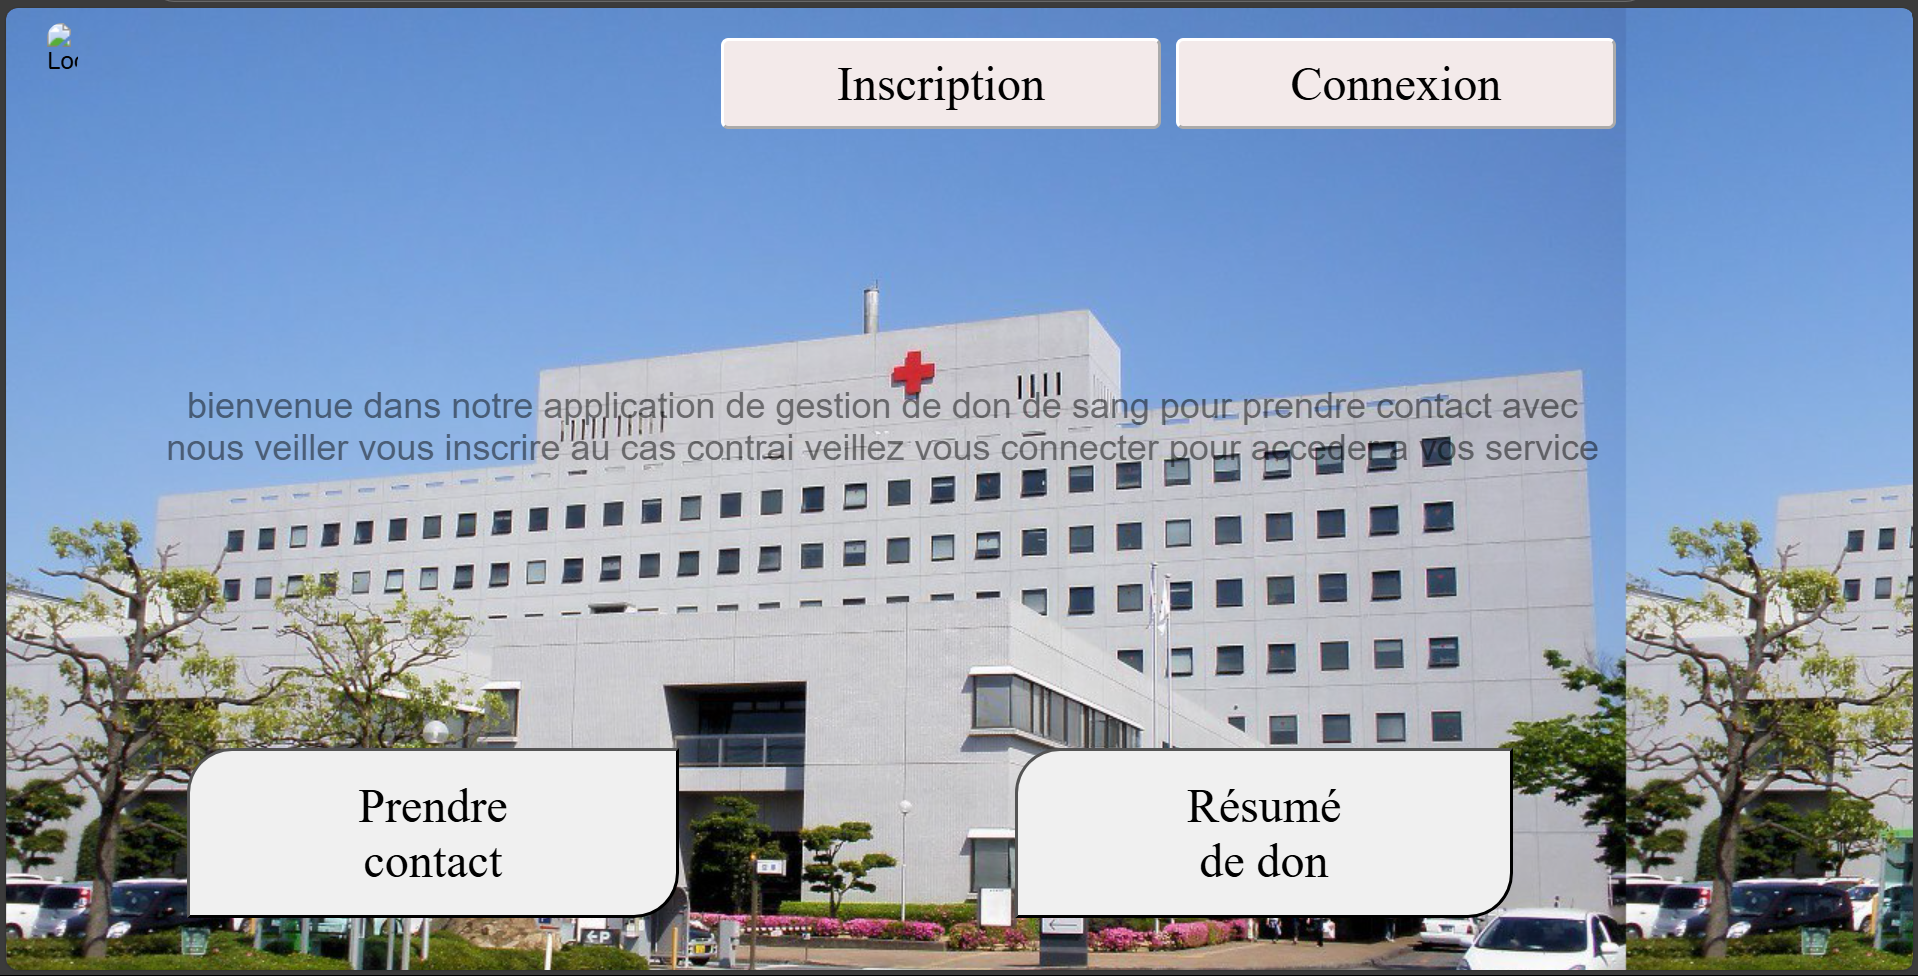 Inscription
Connexion
bienvenue dans notre application de gestion de don de sang pour prendre contact avec
nous veiller vous inscrire au cas contrai veillez vous connecter pour acceder a vos service
Prendre
contact
Résumé
de don
P